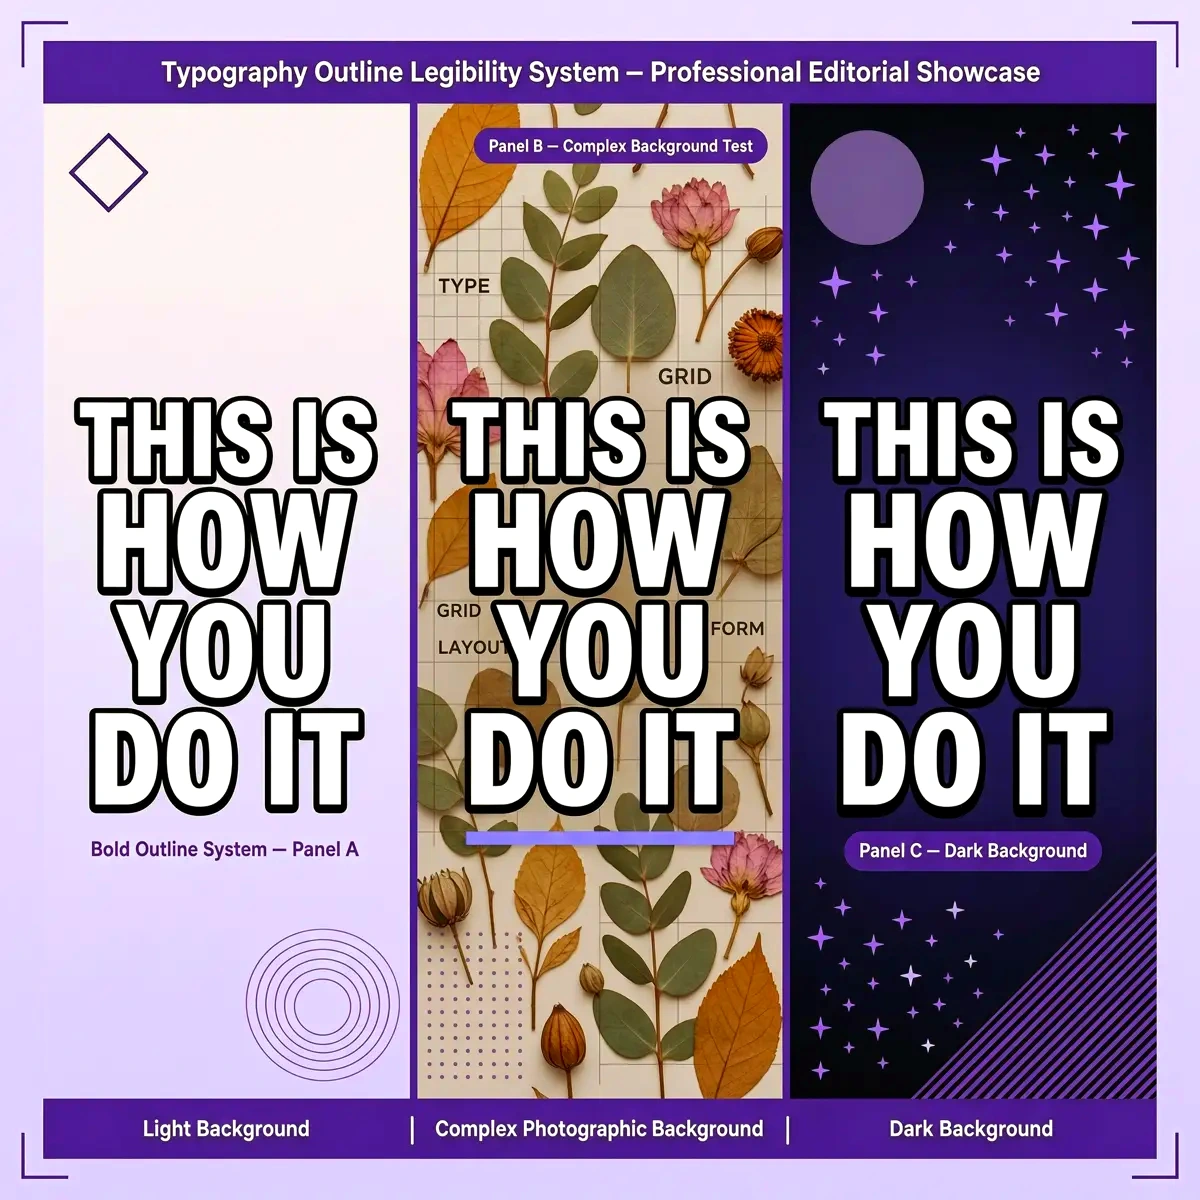 Typography Outline Legibility System – Professional Editorial Showcase
THIS IS
HOW
YOU
DO IT
Bold Outline System – Panel A
Panel B – Complex Background Test
TYPE
GRID
THIS IS
HOW
GRID
LAYOUT
YOU
FORM
DO IT
THIS IS
HOW
YOU
DO IT
Panel C – Dark Background
Light Background
Complex Photographic Background
Dark Background